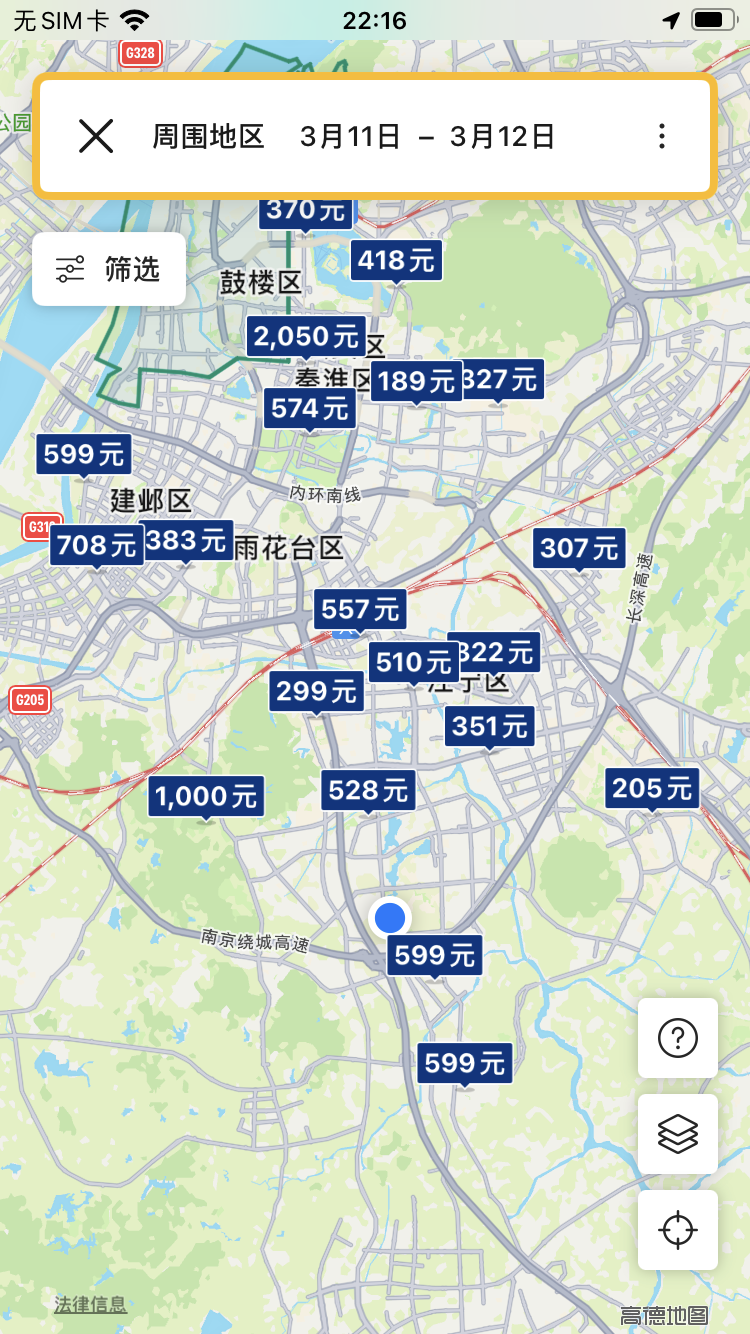 无SIM卡 22:16
G328
公园
周围地区 3月11日 – 3月12日
370元
418元
筛选
鼓楼区
2,050元
区
秦淮区
189元
327元
574元
599元
内环南线
建邺区
G312
708元
383元
雨花台区
307元
长深高速
557元
322元
510元
江宁区
299元
G205
351元
1,000元
528元
205元
南京绕城高速
599元
599元
法律信息
高德地图